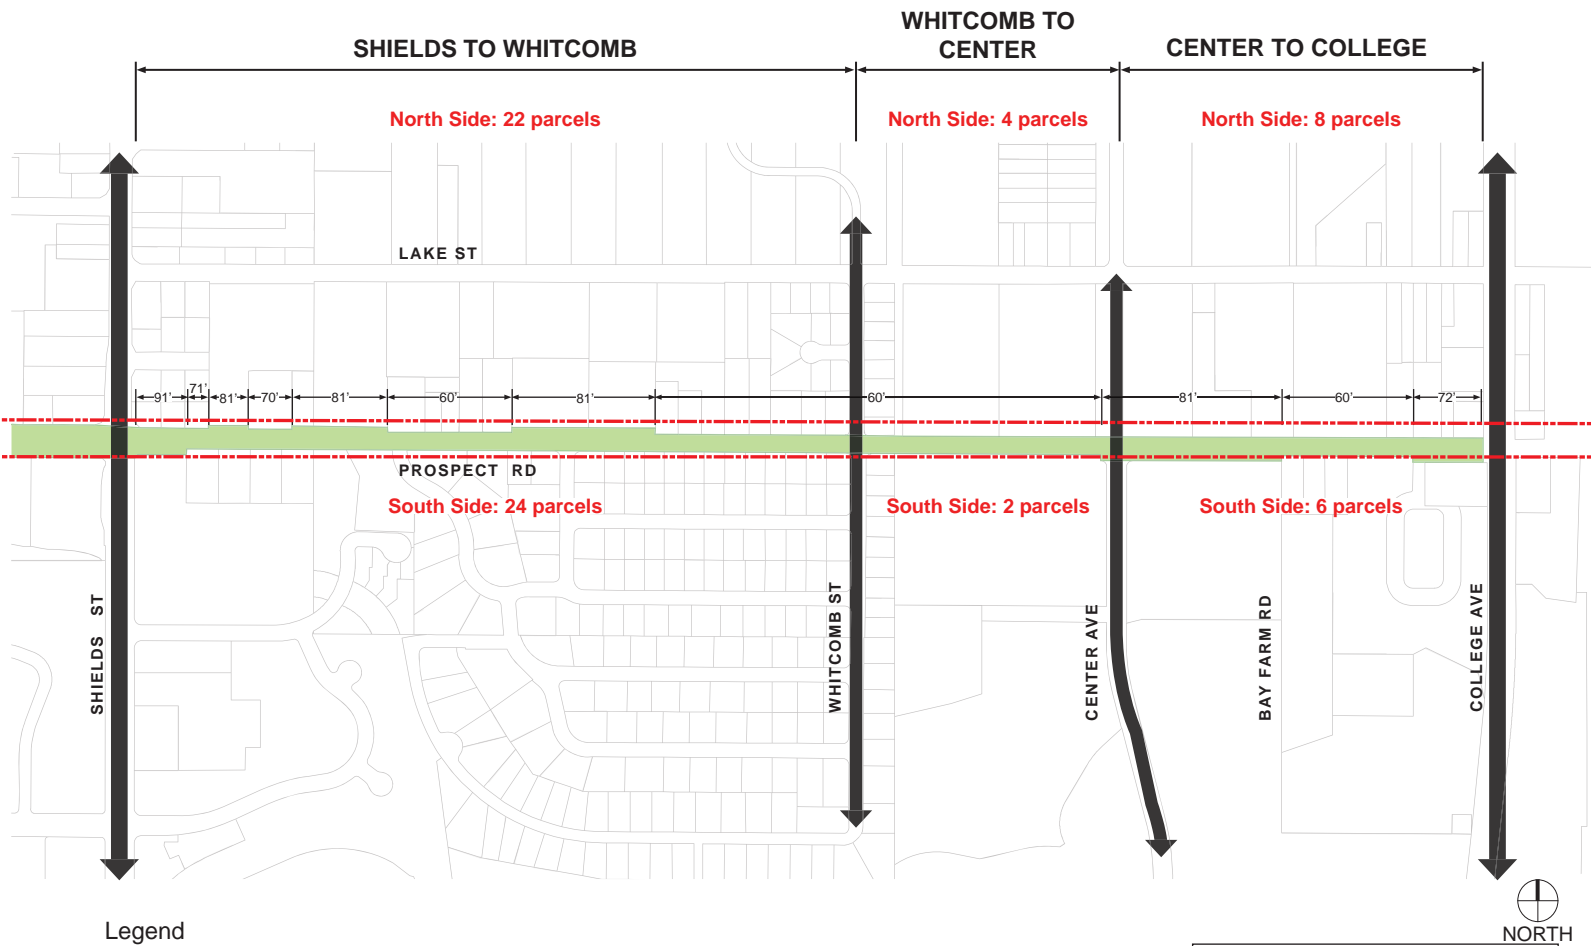 SHIELDS TO WHITCOMB
WHITCOMB TO
CENTER
CENTER TO COLLEGE
North Side: 22 parcels
North Side: 4 parcels
North Side: 8 parcels
LAKE ST
91'
71'
81'
70'
81'
60'
81'
60'
81'
60'
72'
PROSPECT RD
South Side: 24 parcels
South Side: 2 parcels
South Side: 6 parcels
SHIELDS ST
WHITCOMB ST
CENTER AVE
BAY FARM RD
COLLEGE AVE
Legend
NORTH